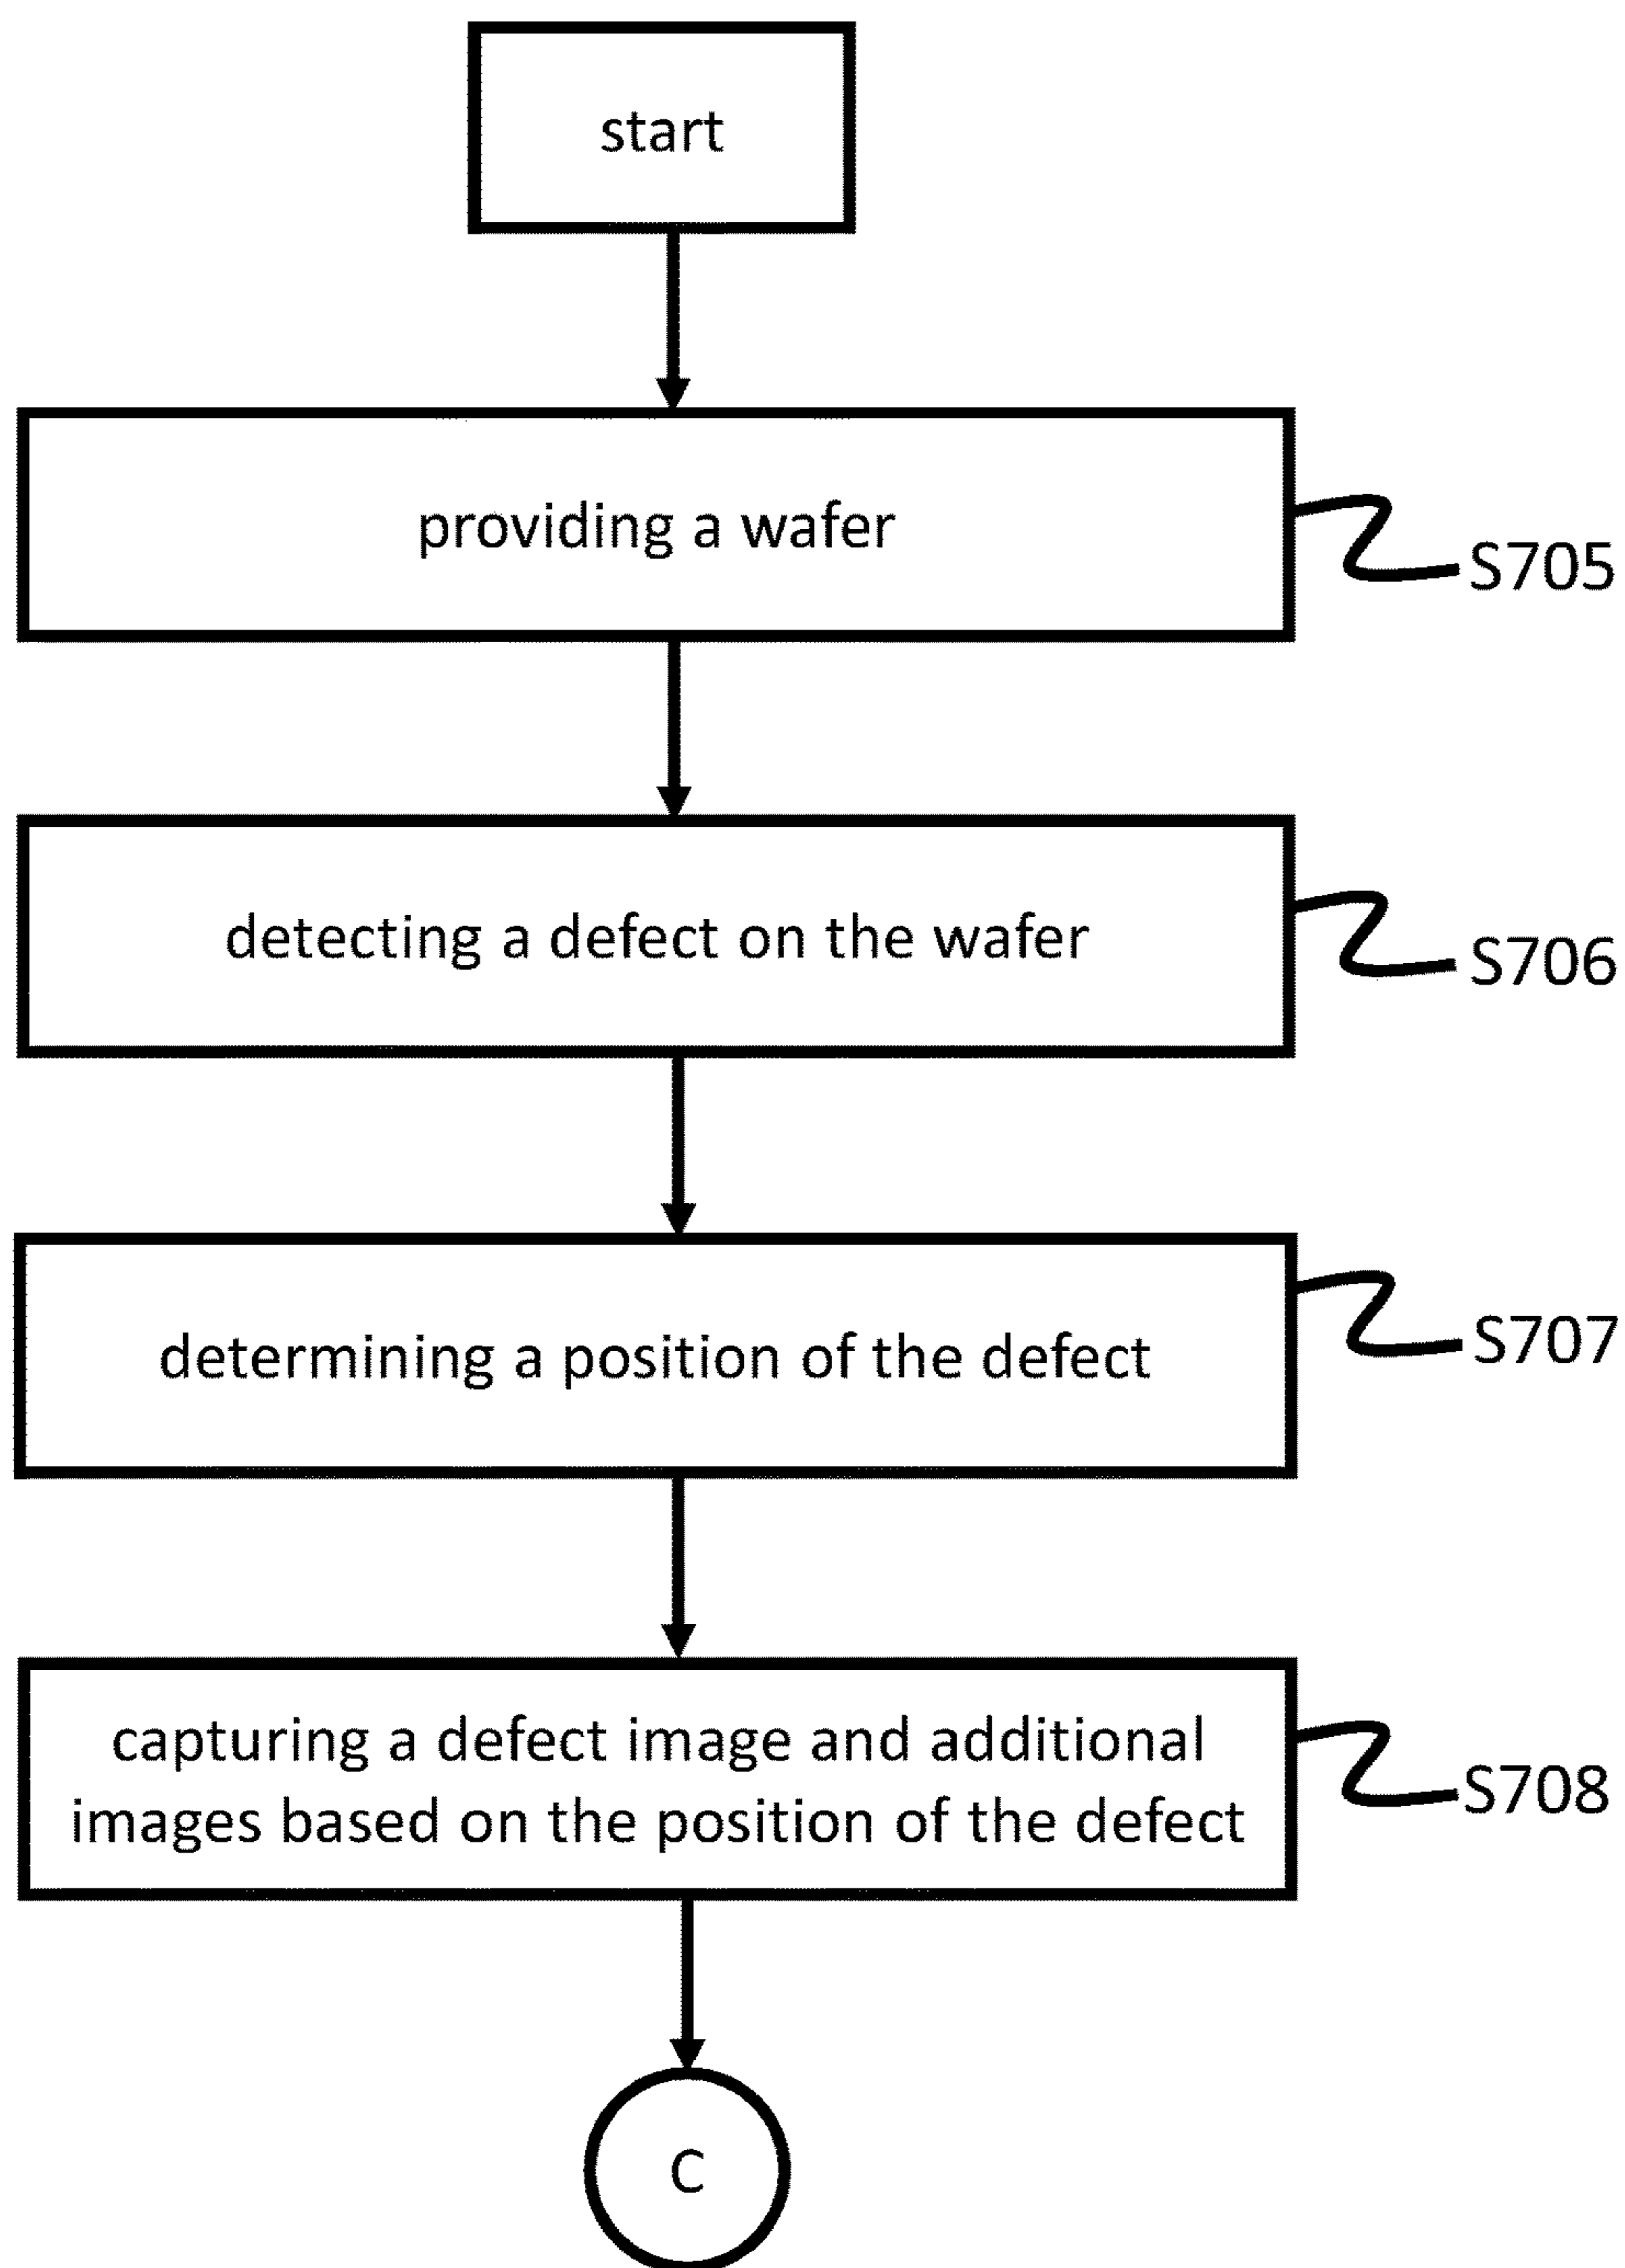 start
providing a wafer
S705
detecting a defect on the wafer
S706
determining a position of the defect
S707
capturing a defect image and additional
images based on the position of the defect
S708
C